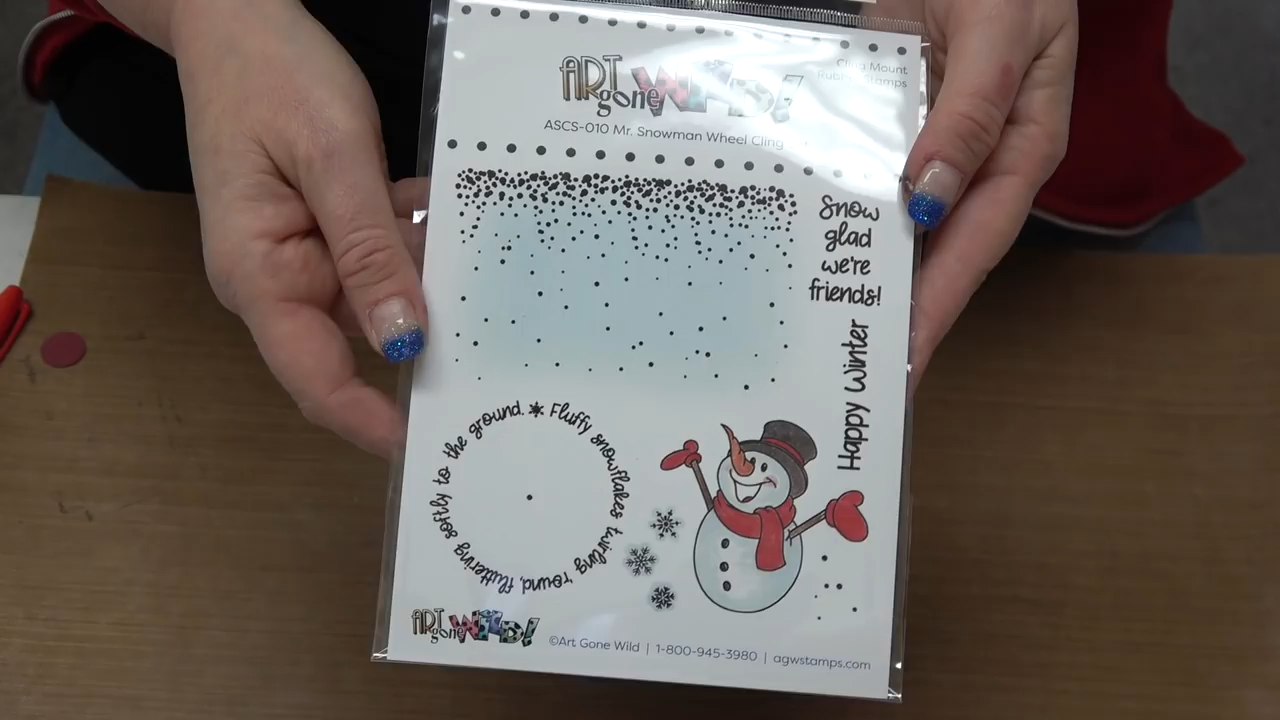 ART gone WILD!
Cling Mount
Rubber Stamps
ASCS-010 Mr. Snowman Wheel Cling
Snow
glad
we're
friends!
Happy Winter
Fluffy snowflakes twirling 'round, fluttering softly to the ground.
ART gone WILD!
©Art Gone Wild | 1-800-945-3980 | agwstamps.com